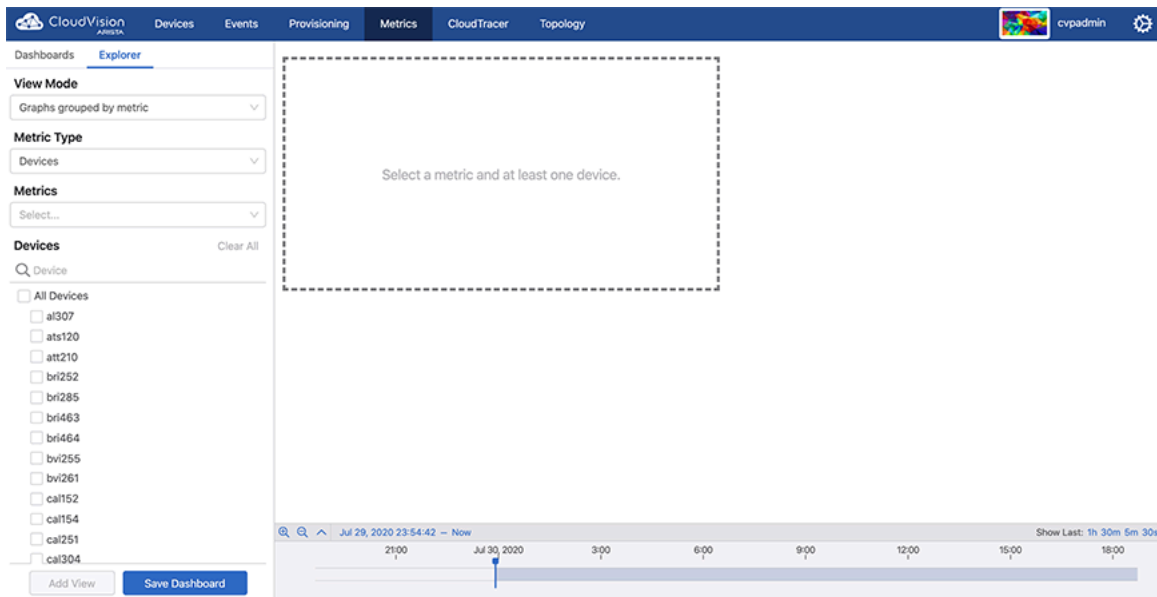 CloudVision
ARISTA
Devices Events Provisioning Metrics CloudTracer Topology cvpadmin
Dashboards Explorer
View Mode
Graphs grouped by metric
Metric Type
Devices
Metrics
Select...
Devices Clear All
Device
All Devices
al307
ats120
att210
bri252
bri285
bri463
bri464
bvi255
bvi261
cal152
cal154
cal251
cal304
Add View Save Dashboard
Select a metric and at least one device.
Jul 29, 2020 23:54:42 – Now Show Last: 1h 30m 5m 30s
21:00 Jul 30, 2020 3:00 6:00 9:00 12:00 15:00 18:00